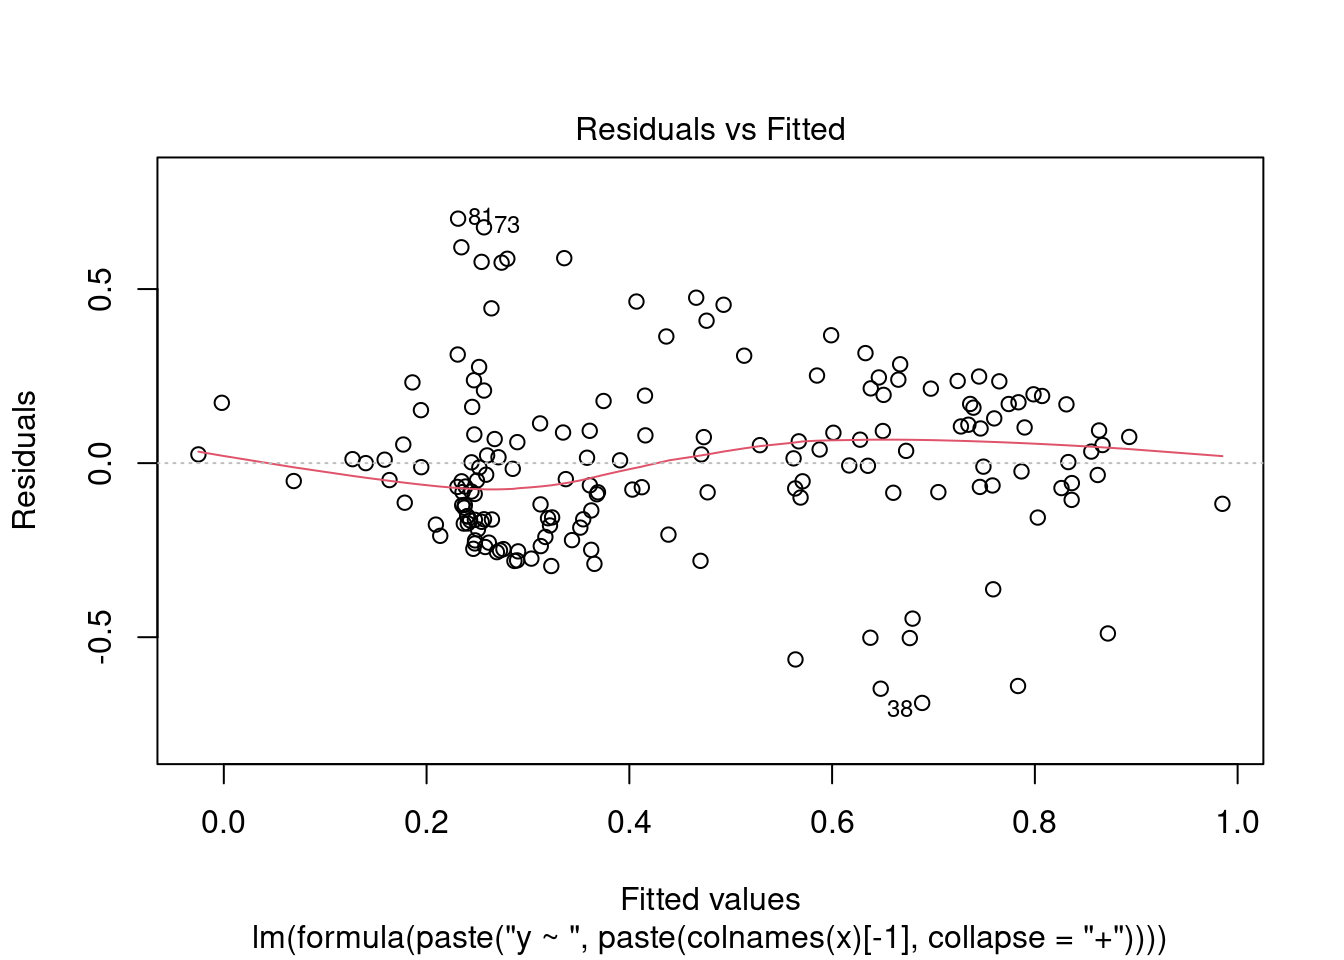 Residuals vs Fitted
Residuals
0.5
0.0
-0.5
81
73
38
0.0 0.2 0.4 0.6 0.8 1.0
Fitted values
lm(formula(paste("y ~ ", paste(colnames(x)[-1], collapse = "+"))))